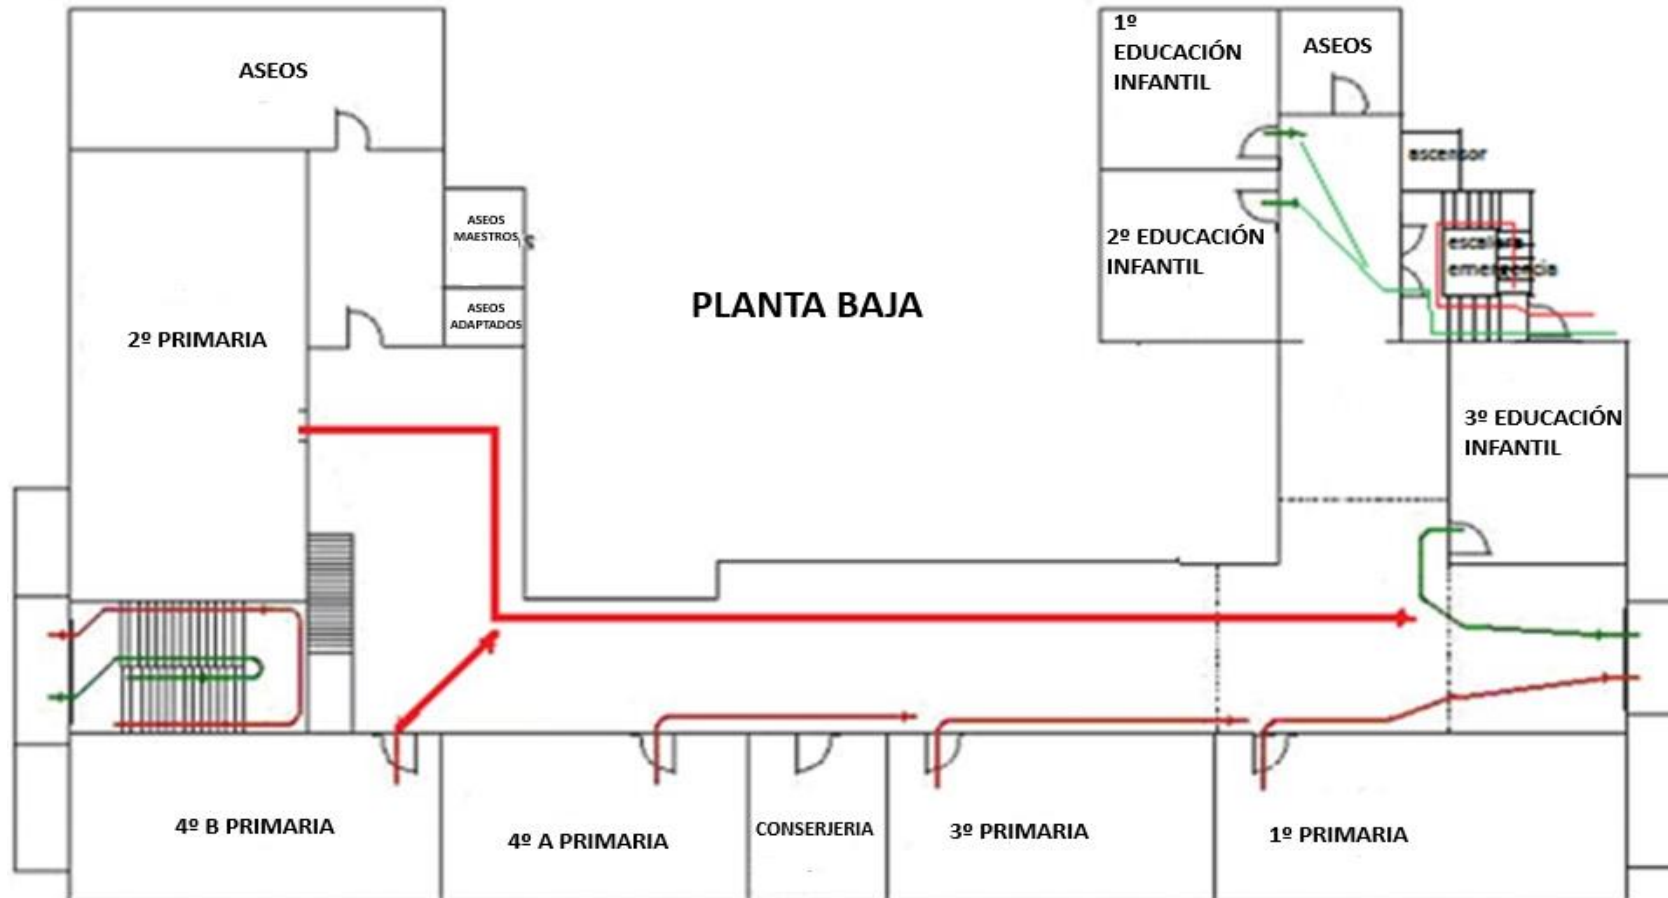 ASEOS
1º
EDUCACIÓN
INFANTIL
ASEOS
ascensor
ASEOS
MAESTROS
2º EDUCACIÓN
INFANTIL
escalera
emergencia
ASEOS
ADAPTADOS
PLANTA BAJA
2º PRIMARIA
3º EDUCACIÓN
INFANTIL
4º B PRIMARIA
4º A PRIMARIA
CONSERJERIA
3º PRIMARIA
1º PRIMARIA